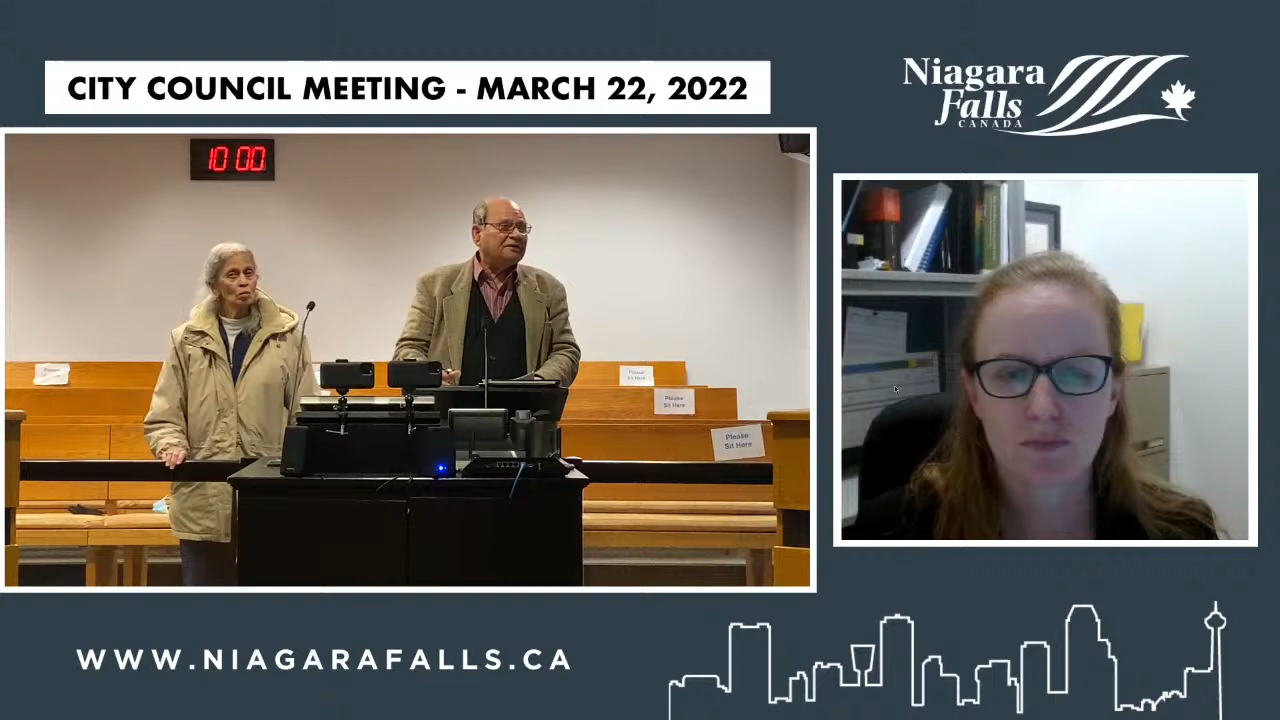 CITY COUNCIL MEETING - MARCH 22, 2022
Niagara
Falls
CANADA
10 00
Please
Sit Here
Please
Sit Here
Please
Sit Here
WWW.NIAGARAFALLS.CA